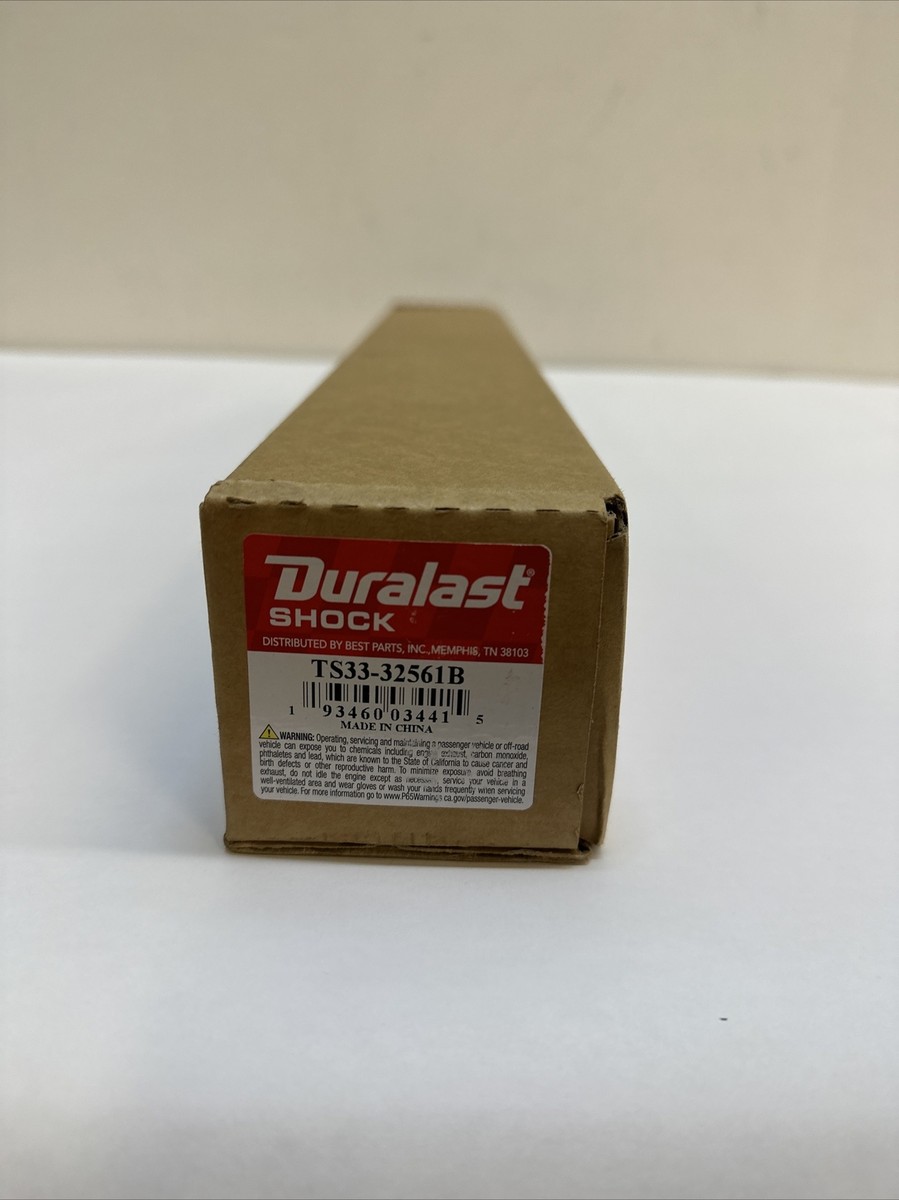 Duralast®
SHOCK
DISTRIBUTED BY BEST PARTS, INC., MEMPHIS, TN 38103
TS33-32561B
1 93460 03441 5
MADE IN CHINA
WARNING: Operating, servicing and maintaining a passenger vehicle or off-road
vehicle can expose you to chemicals including engine exhaust, carbon monoxide,
phthletes and lead, which are known to the State of California to cause cancer and
birth defects or other reproductive harm. To minimize exposure avoid breathing
exhaust, do not idle the engine except as necessary, service your vehicle in a
well-ventilated area and wear gloves or wash your hands frequently when servicing
your vehicle. For more information go to www.P65Warnings.ca.gov/passenger-vehicle.